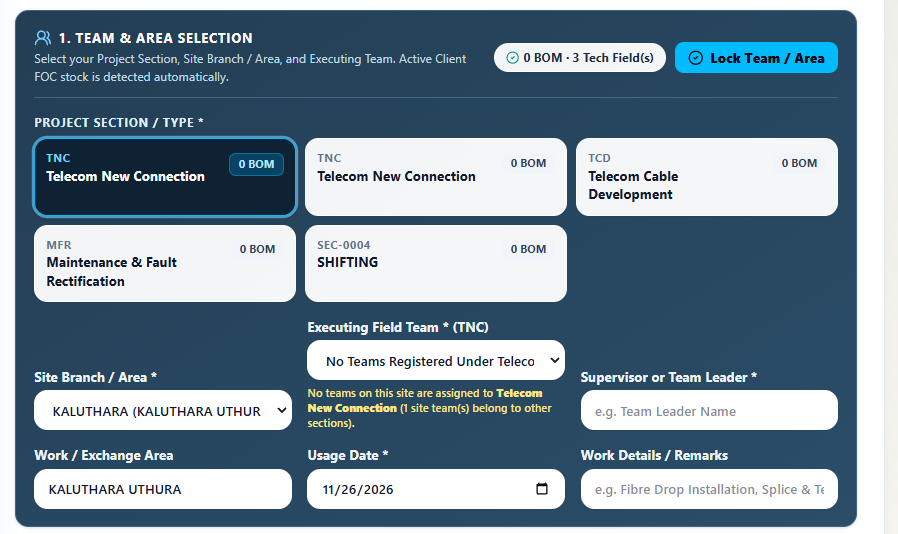 1. TEAM & AREA SELECTION
Select your Project Section, Site Branch / Area, and Executing Team. Active Client
FOC stock is detected automatically.
0 BOM · 3 Tech Field(s)
Lock Team / Area
PROJECT SECTION / TYPE *
TNC
0 BOM
Telecom New Connection
TNC
0 BOM
Telecom New Connection
TCD
0 BOM
Telecom Cable
Development
MFR
0 BOM
Maintenance & Fault
Rectification
SEC-0004
0 BOM
SHIFTING
Site Branch / Area *
KALUTHARA (KALUTHARA UTHUR
Executing Field Team * (TNC)
No Teams Registered Under Teleco
No teams on this site are assigned to Telecom
New Connection (1 site team(s) belong to other
sections).
Supervisor or Team Leader *
e.g. Team Leader Name
Work / Exchange Area
KALUTHARA UTHURA
Usage Date *
11/26/2026
Work Details / Remarks
e.g. Fibre Drop Installation, Splice & Te